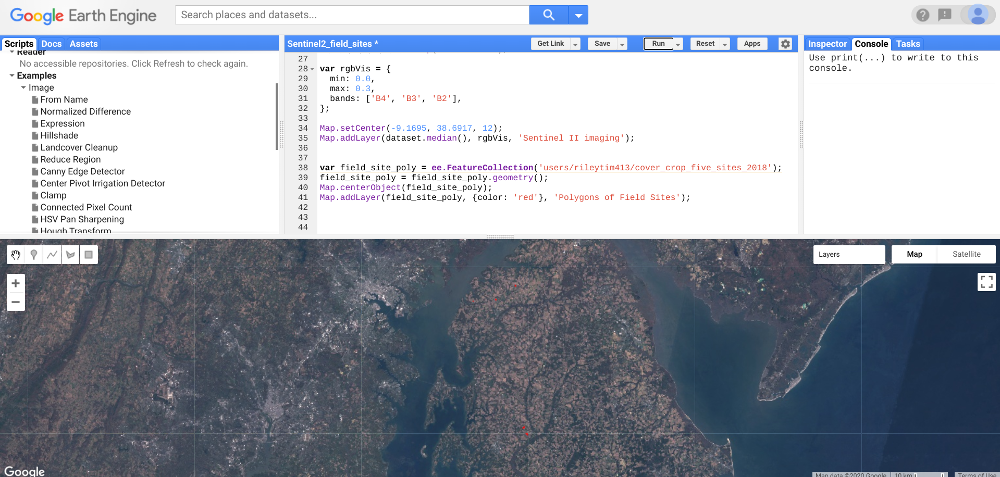 Google Earth Engine
Search places and datasets...
Scripts Docs Assets
Reader
No accessible repositories. Click Refresh to check again.
Examples
Image
From Name
Normalized Difference
Expression
Hillshade
Landcover Cleanup
Reduce Region
Canny Edge Detector
Center Pivot Irrigation Detector
Clamp
Connected Pixel Count
HSV Pan Sharpening
Hough Transform
Sentinel2_field_sites *
Get Link Save Run Reset Apps
27
28 var rgbVis = {
29 min: 0.0,
30 max: 0.3,
31 bands: ['B4', 'B3', 'B2'],
32 };
33
34 Map.setCenter(-9.1695, 38.6917, 12);
35 Map.addLayer(dataset.median(), rgbVis, 'Sentinel II imaging');
36
37
38 var field_site_poly = ee.FeatureCollection('users/rileytim413/cover_crop_five_sites_2018');
39 field_site_poly = field_site_poly.geometry();
40 Map.centerObject(field_site_poly);
41 Map.addLayer(field_site_poly, {color: 'red'}, 'Polygons of Field Sites');
42
43
44
Inspector Console Tasks
Use print(...) to write to this
console.
Layers
Map Satellite
Google
Map data ©2020 Google 10 km Terms of Use